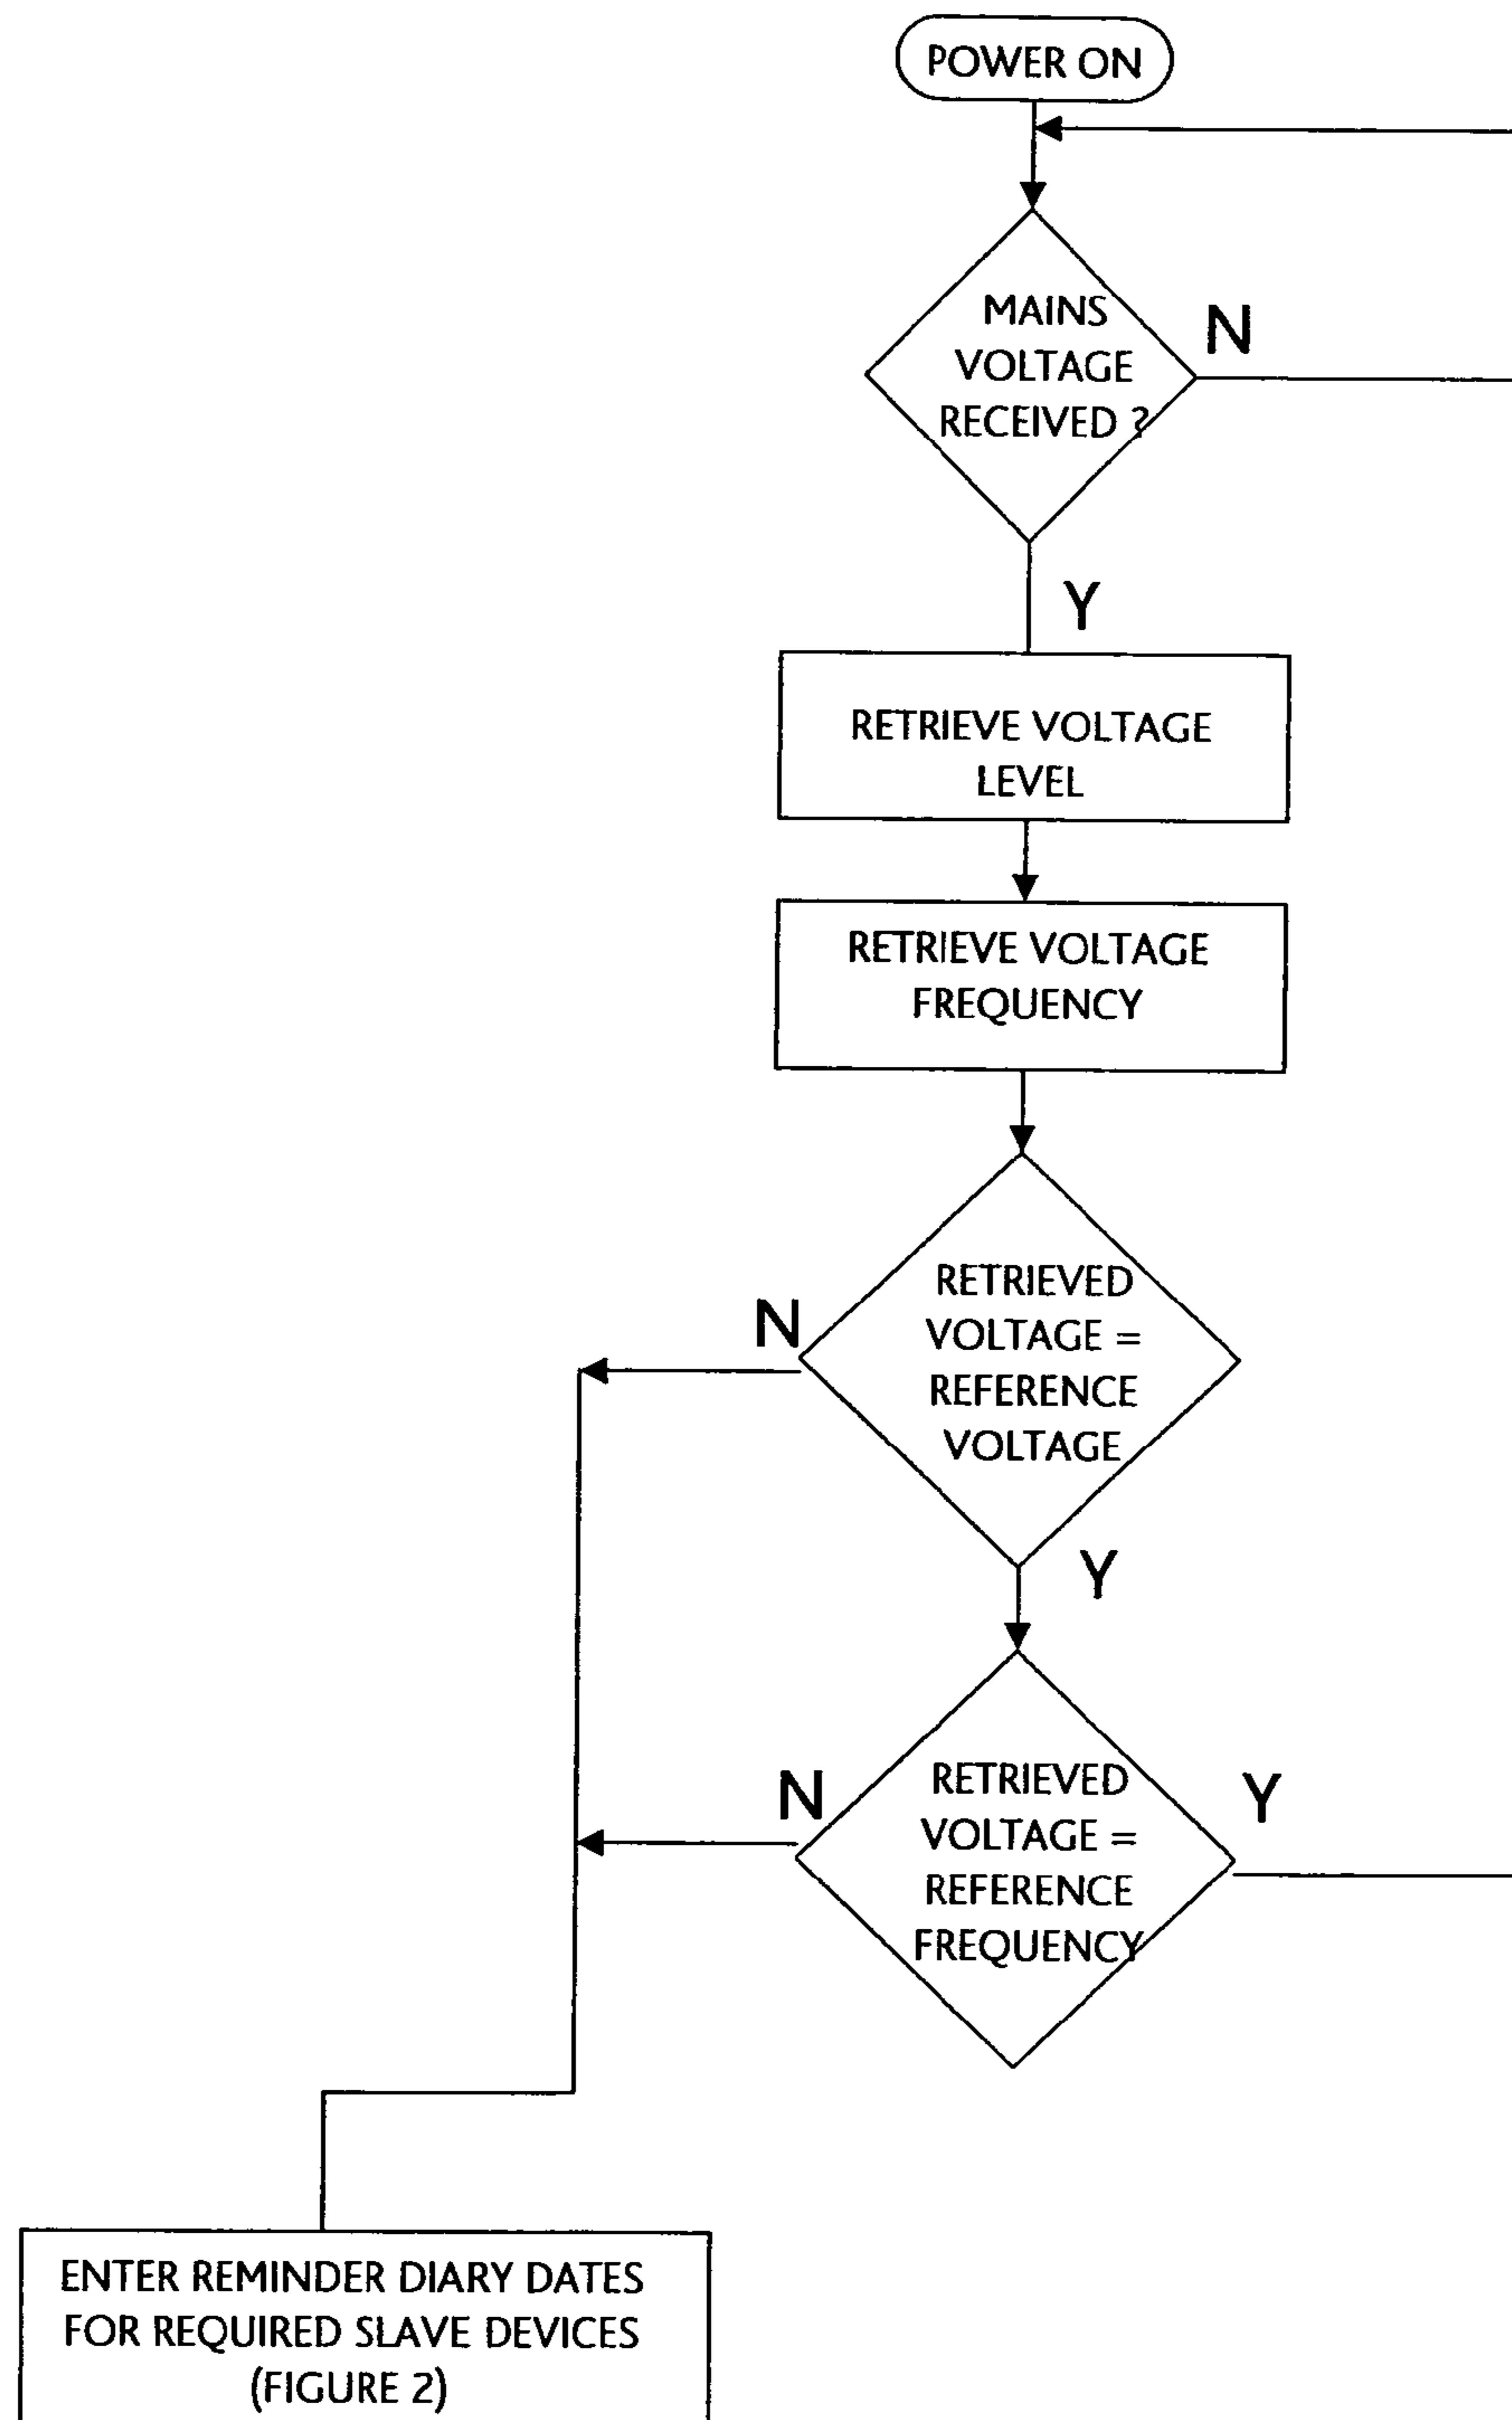 POWER ON
MAINS
VOLTAGE
RECEIVED ?
N
Y
RETRIEVE VOLTAGE
LEVEL
RETRIEVE VOLTAGE
FREQUENCY
RETRIEVED
VOLTAGE =
REFERENCE
VOLTAGE
N
Y
RETRIEVED
VOLTAGE =
REFERENCE
FREQUENCY
N
Y
ENTER REMINDER DIARY DATES
FOR REQUIRED SLAVE DEVICES
(FIGURE 2)